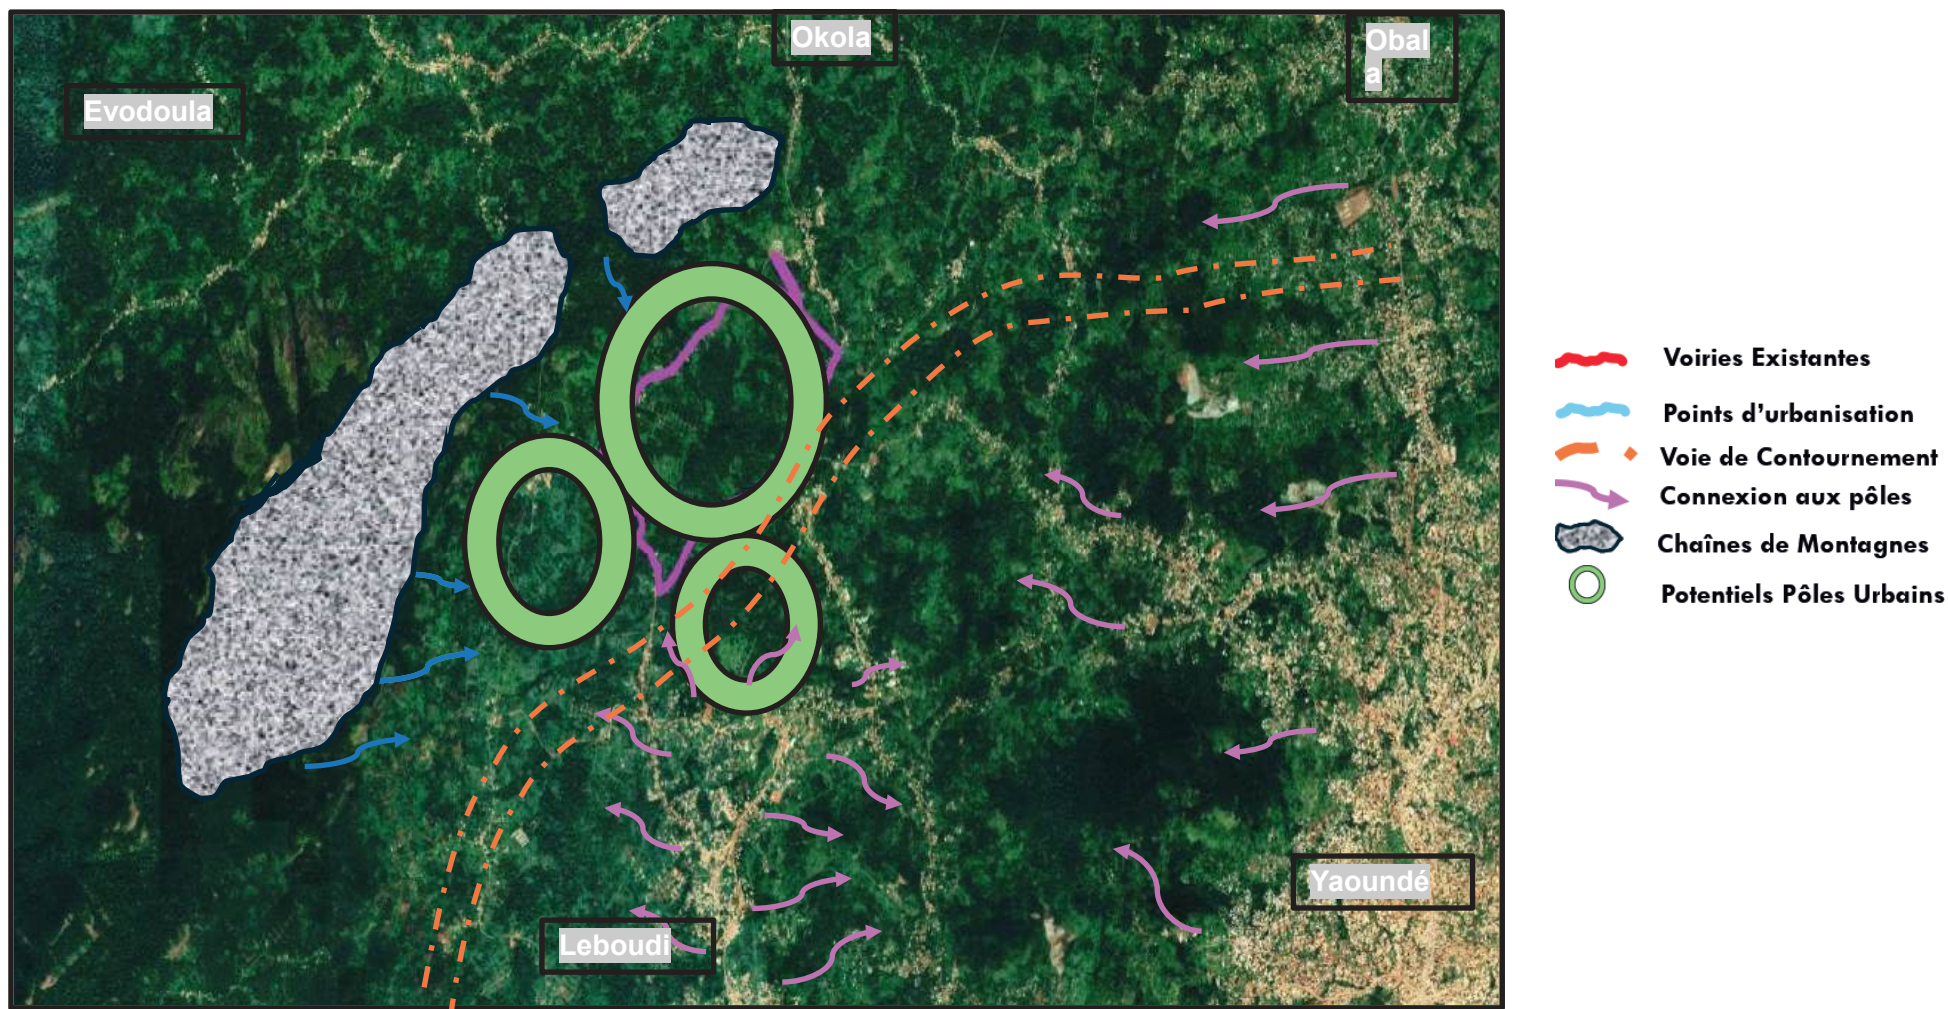 Okola
Obal
a
Evodoula
Voiries Existantes
Points d'urbanisation
Voie de Contournement
Connexion aux pôles
Chaînes de Montagnes
Potentiels Pôles Urbains
Yaoundé
Leboudi